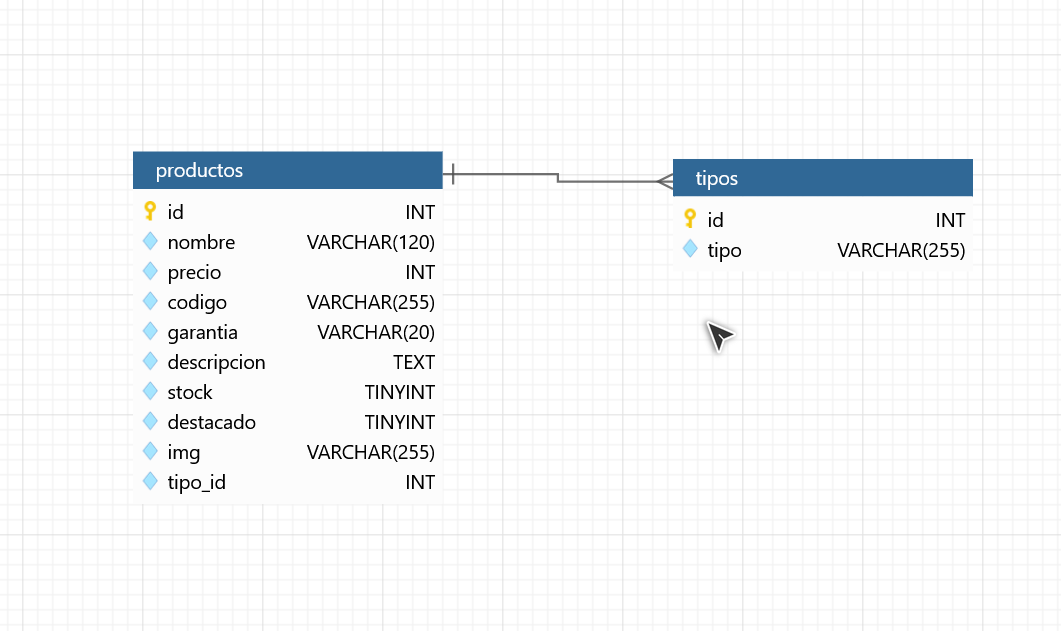 productos
id INT
nombre VARCHAR(120)
precio INT
codigo VARCHAR(255)
garantia VARCHAR(20)
descripcion TEXT
stock TINYINT
destacado TINYINT
img VARCHAR(255)
tipo_id INT
tipos
id INT
tipo VARCHAR(255)